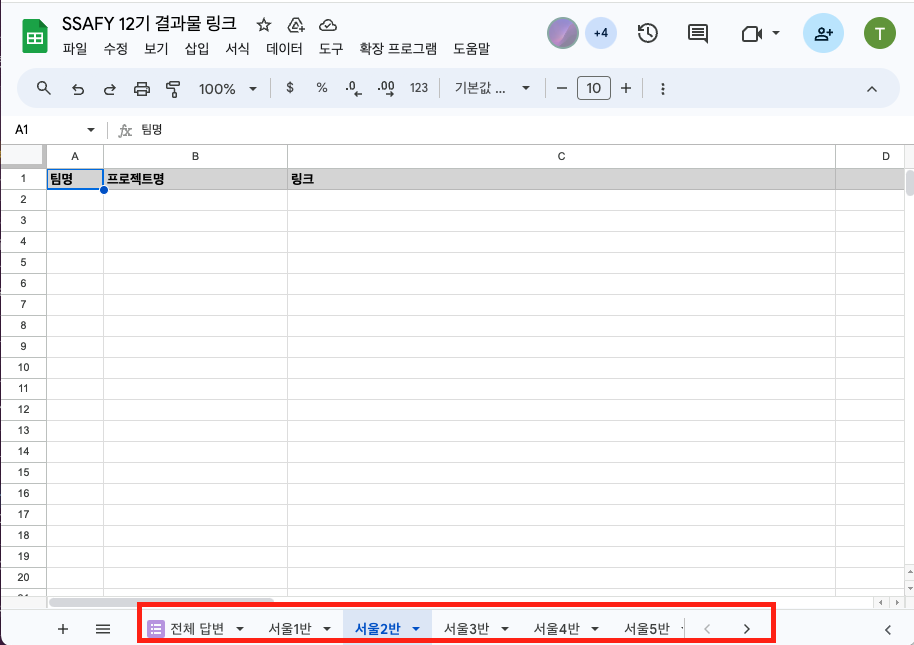 SSAFY 12기 결과물 링크
파일 수정 보기 삽입 서식 데이터 도구 확장 프로그램 도움말
+4
T
100% $ % .0 .00 123 기본값 ... 10
A1 fx 팀명
A B C D
1 팀명 프로젝트명 링크
2
3
4
5
6
7
8
9
10
11
12
13
14
15
16
17
18
19
20
전체 답변 서울1반 서울2반 서울3반 서울4반 서울5반